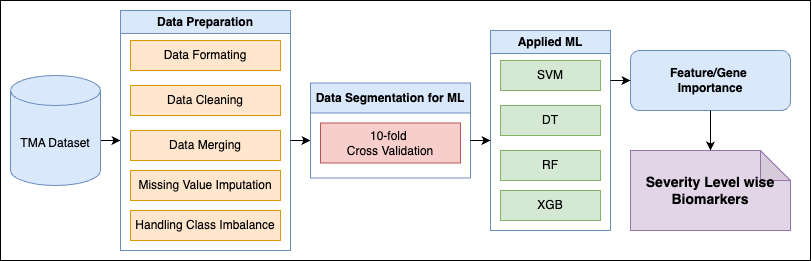 TMA Dataset
Data Preparation
Data Formating
Data Cleaning
Data Merging
Missing Value Imputation
Handling Class Imbalance
Data Segmentation for ML
10-fold
Cross Validation
Applied ML
SVM
DT
RF
XGB
Feature/Gene
Importance
Severity Level wise
Biomarkers